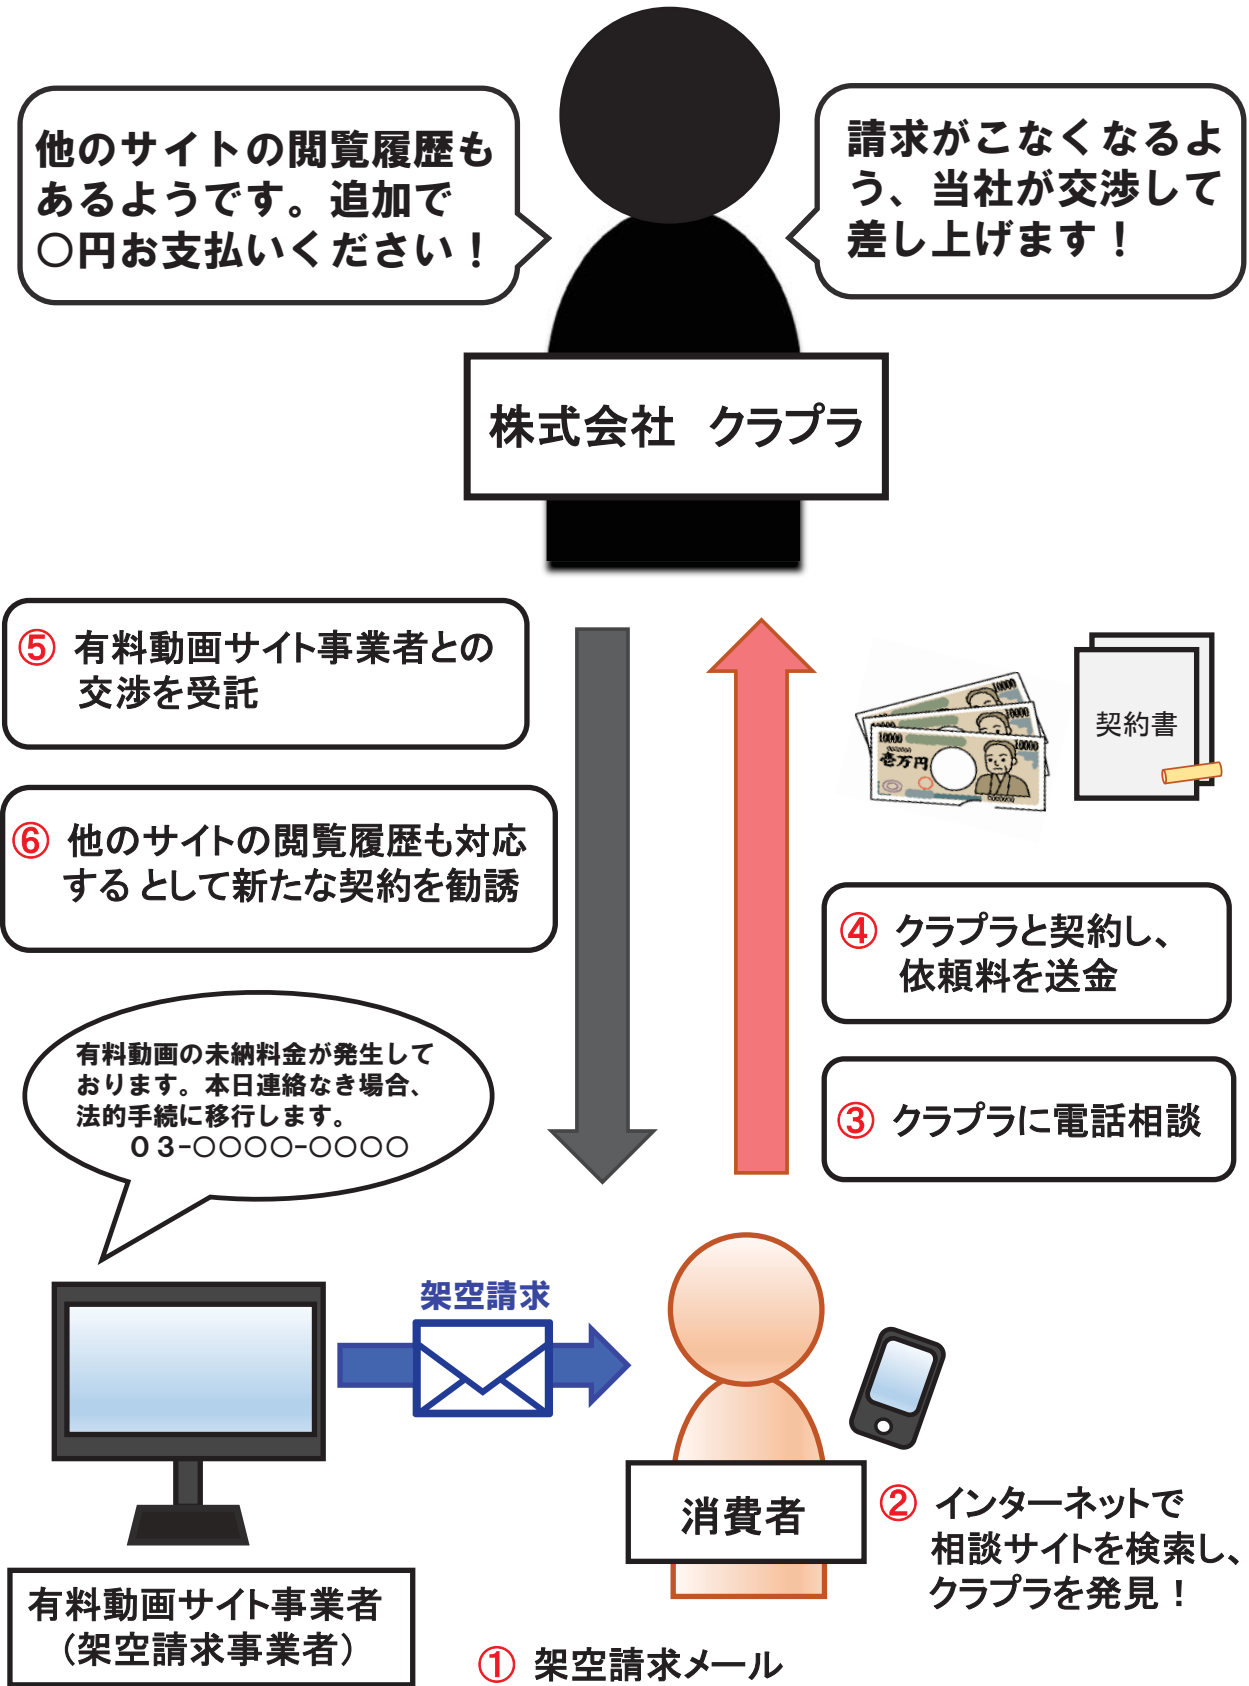 他のサイトの閲覧履歴も
あるようです。追加で
〇円お支払いください！
請求がこなくなるよ
う、当社が交渉して
差し上げます！
株式会社　クラプラ
⑤ 有料動画サイト事業者との
交渉を受託
⑥ 他のサイトの閲覧履歴も対応
する として新たな契約を勧誘
10000
10000
10000
10000
壱万円
契約書
④ クラプラと契約し、
依頼料を送金
③ クラプラに電話相談
有料動画の未納料金が発生して
おります。本日連絡なき場合、
法的手続に移行します。
０３-〇〇〇〇-〇〇〇〇
架空請求
消費者
② インターネットで
相談サイトを検索し、
クラプラを発見！
有料動画サイト事業者
（架空請求事業者）
① 架空請求メール